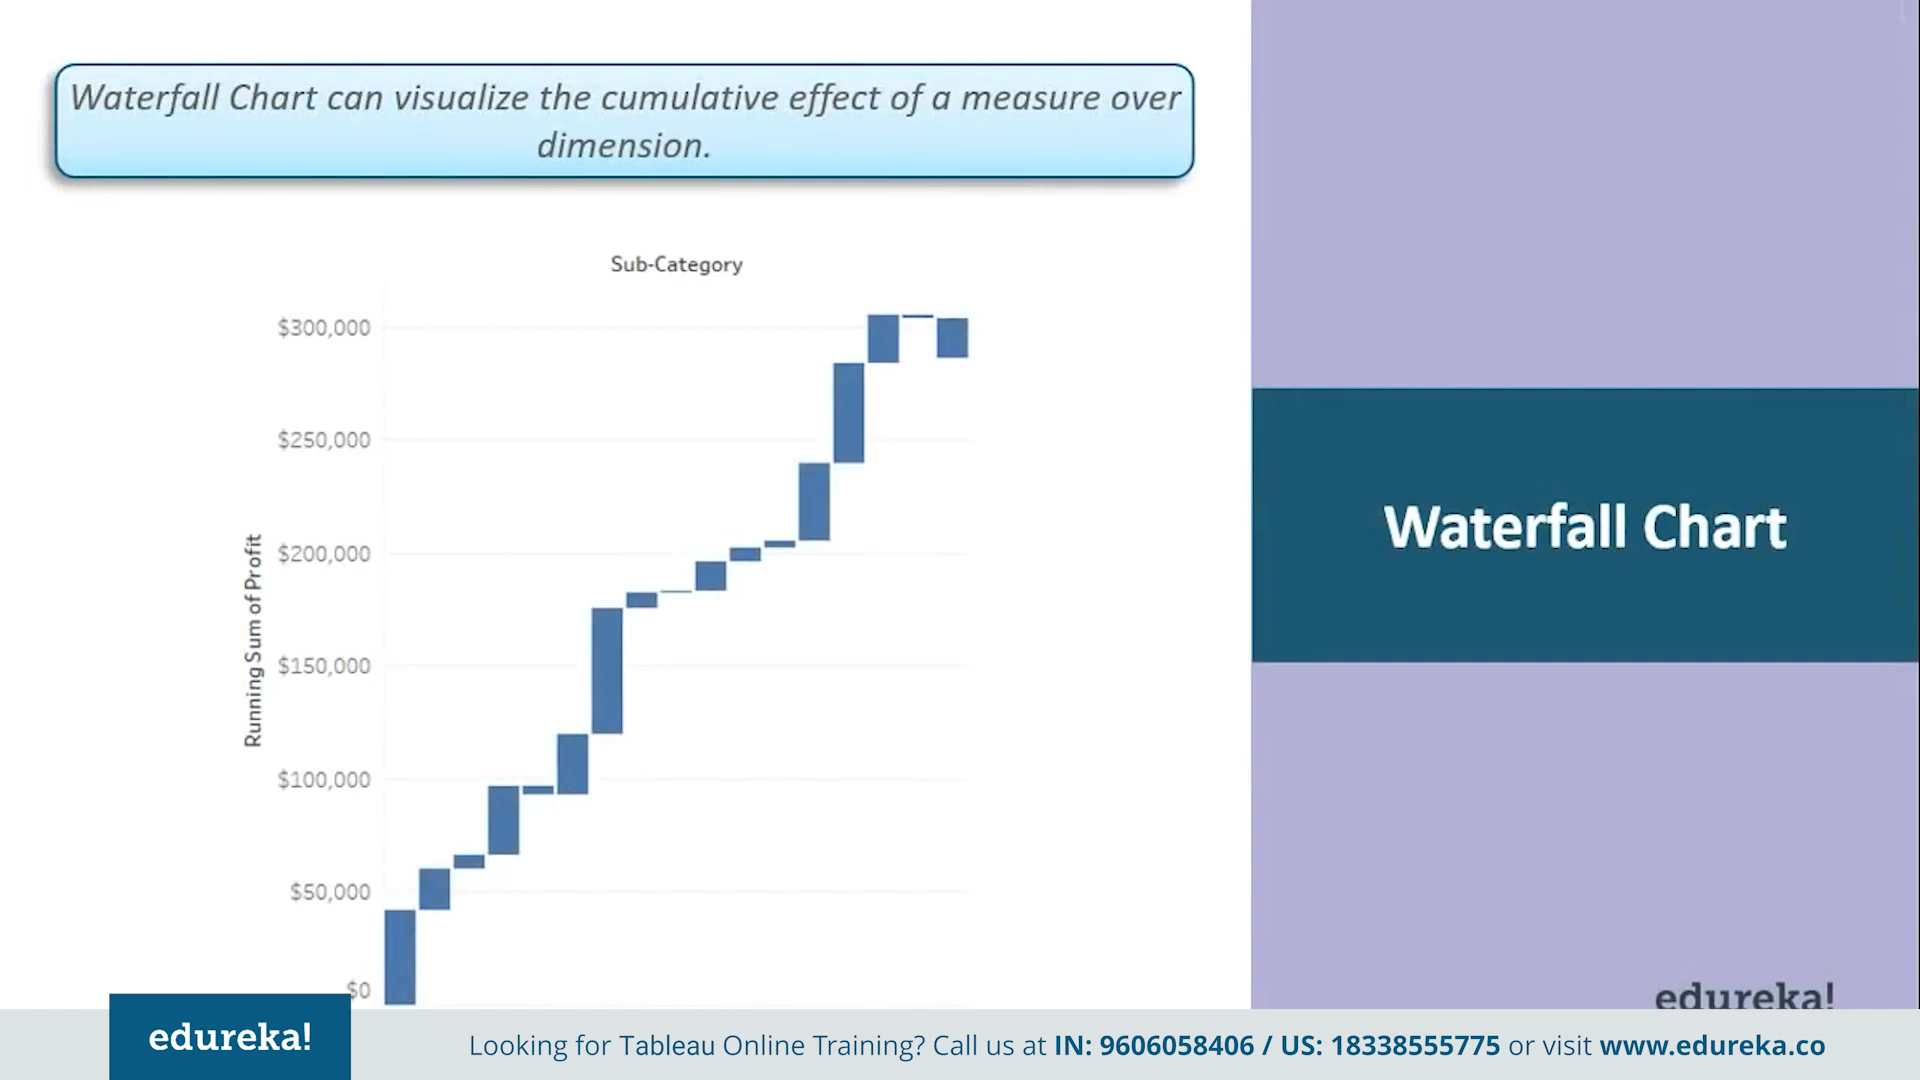 Waterfall Chart can visualize the cumulative effect of a measure over
dimension.
Sub-Category
$300,000
$250,000
$200,000
$150,000
$100,000
$50,000
$0
Running Sum of Profit
Waterfall Chart
edureka!
edureka!
Looking for Tableau Online Training? Call us at IN: 9606058406 / US: 18338555775 or visit www.edureka.co